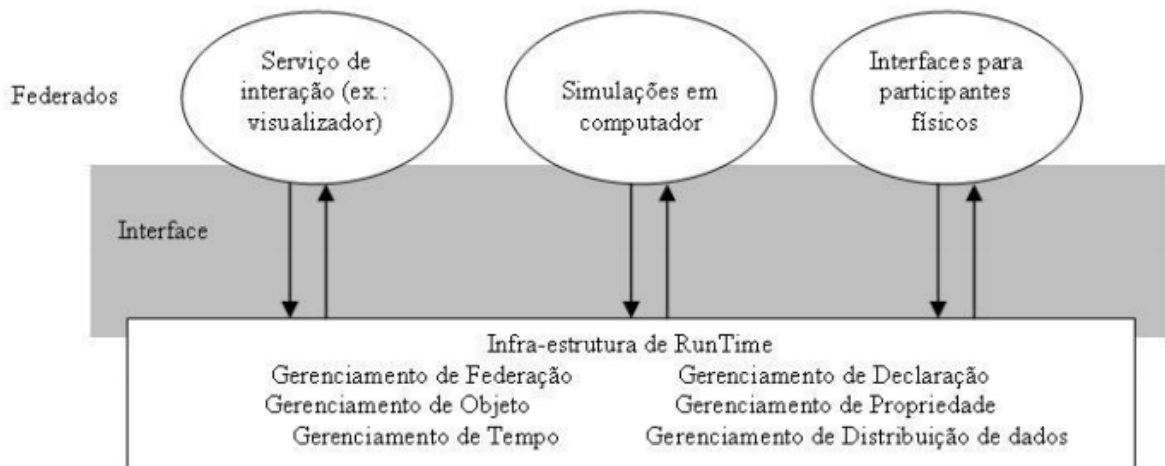 Federados
Serviço de
interação (ex.:
visualizador)
Simulações em
computador
Interfaces para
participantes
físicos
Interface
Infra-estrutura de RunTime
Gerenciamento de Federação
Gerenciamento de Declaração
Gerenciamento de Objeto
Gerenciamento de Propriedade
Gerenciamento de Tempo
Gerenciamento de Distribuição de dados